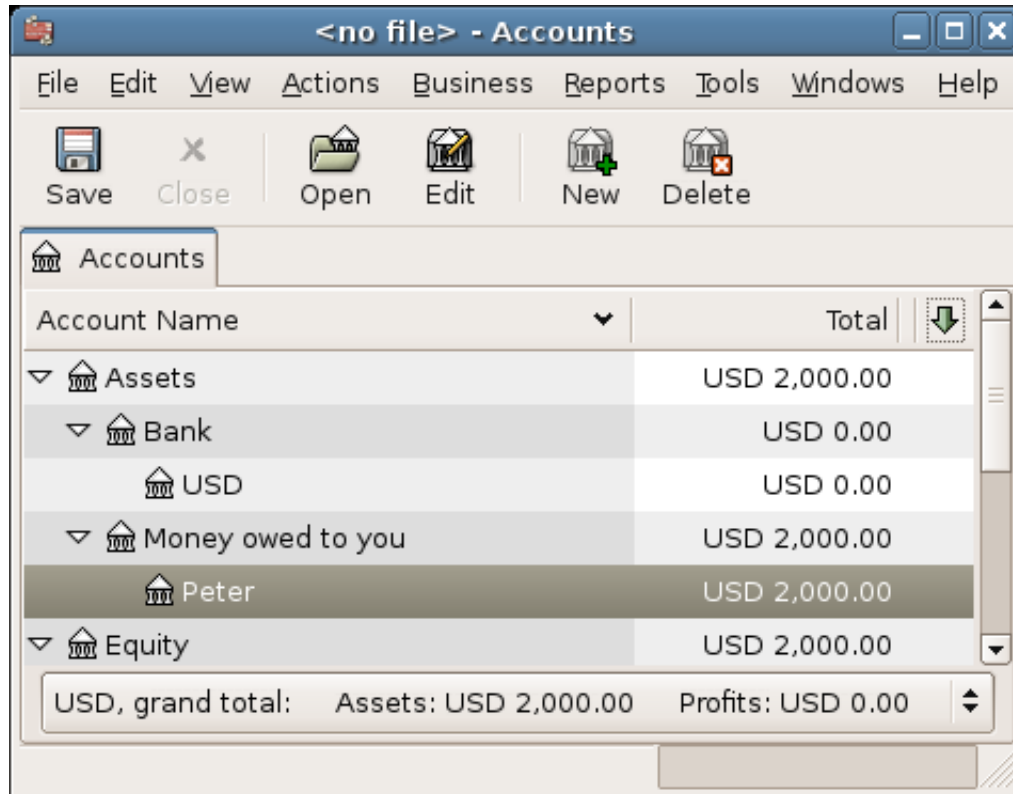 <no file> - Accounts
File Edit View Actions Business Reports Tools Windows Help
Save Close Open Edit New Delete
Accounts
Account Name Total
Assets USD 2,000.00
Bank USD 0.00
USD USD 0.00
Money owed to you USD 2,000.00
Peter USD 2,000.00
Equity USD 2,000.00
USD, grand total: Assets: USD 2,000.00 Profits: USD 0.00